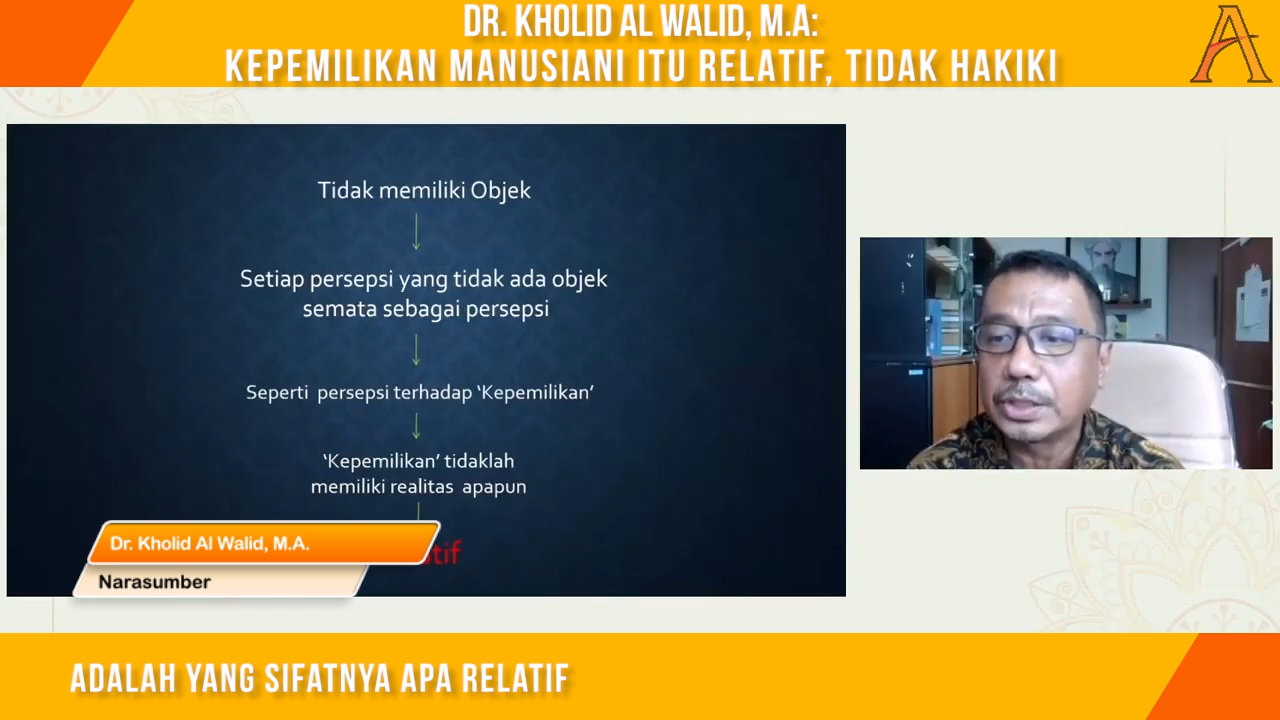 DR. KHOLID AL WALID, M.A:
KEPEMILIKAN MANUSIANI ITU RELATIF, TIDAK HAKIKI
Tidak memiliki Objek
Setiap persepsi yang tidak ada objek
semata sebagai persepsi
Seperti persepsi terhadap ‘Kepemilikan’
‘Kepemilikan’ tidaklah
memiliki realitas apapun
Dr. Kholid Al Walid, M.A.
Narasumber
ADALAH YANG SIFATNYA APA RELATIF